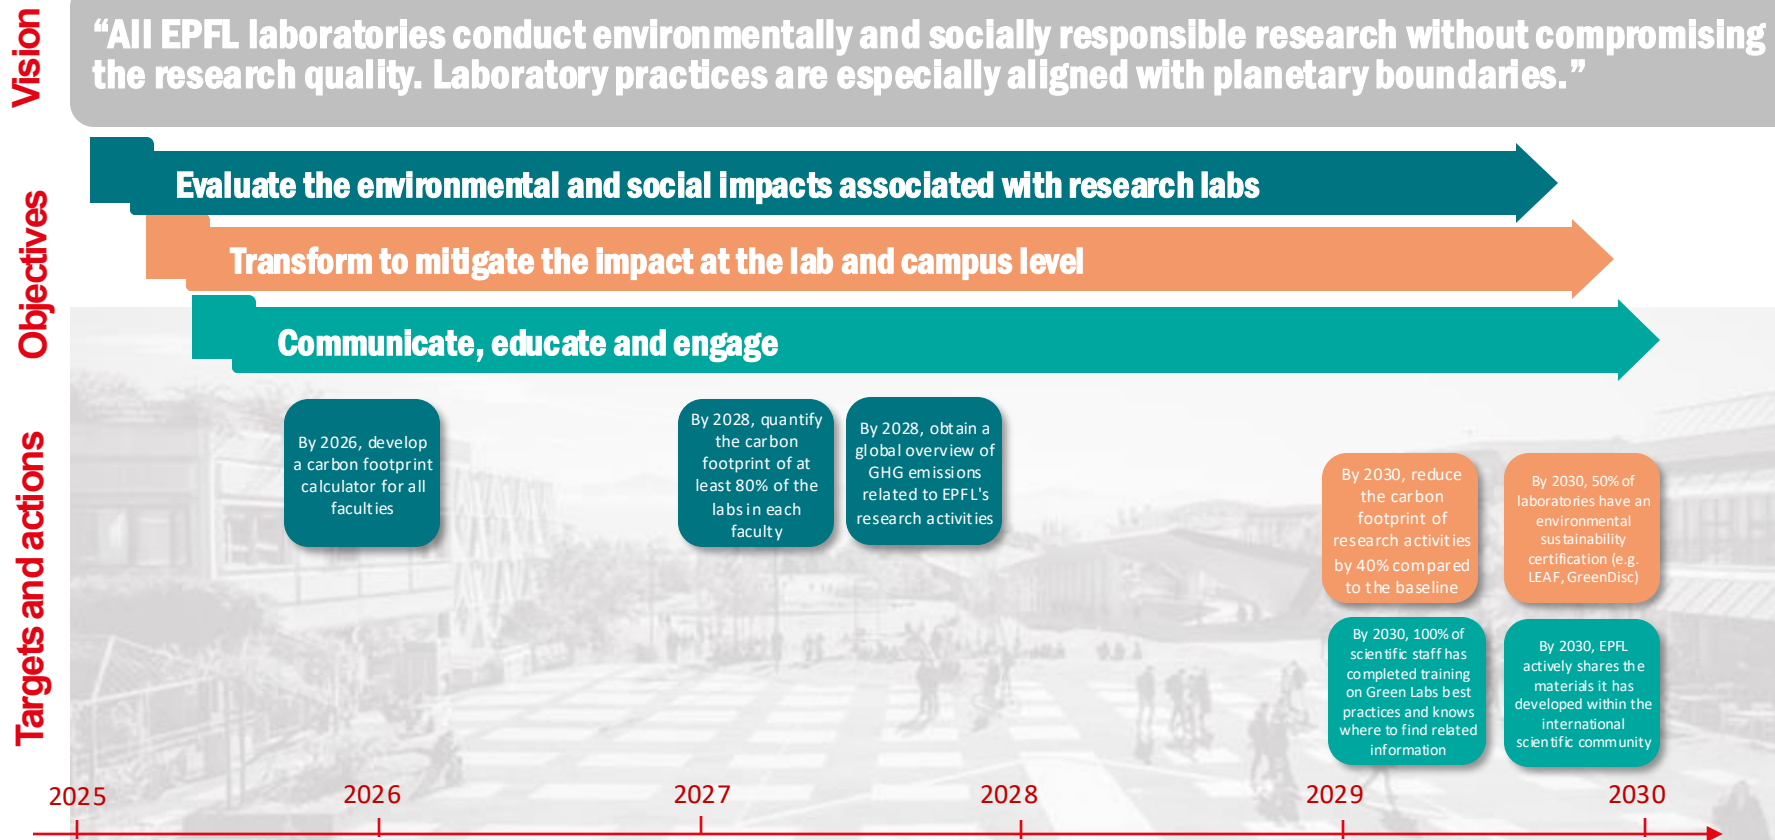 Vision
“All EPFL laboratories conduct environmentally and socially responsible research without compromising
the research quality. Laboratory practices are especially aligned with planetary boundaries.”
Objectives
Evaluate the environmental and social impacts associated with research labs
Transform to mitigate the impact at the lab and campus level
Communicate, educate and engage
Targets and actions
By 2026, develop
a carbon footprint
calculator for all
faculties
By 2028, quantify
the carbon
footprint of at
least 80% of the
labs in each
faculty
By 2028, obtain a
global overview of
GHG emissions
related to EPFL's
research activities
By 2030, reduce
the carbon
footprint of
research activities
by 40% compared
to the baseline
By 2030, 50% of
laboratories have an
environmental
sustainability
certification (e.g.
LEAF, GreenDisc)
By 2030, 100% of
scientific staff has
completed training
on Green Labs best
practices and knows
where to find related
information
By 2030, EPFL
actively shares the
materials it has
developed within the
international
scientific community
2025
2026
2027
2028
2029
2030